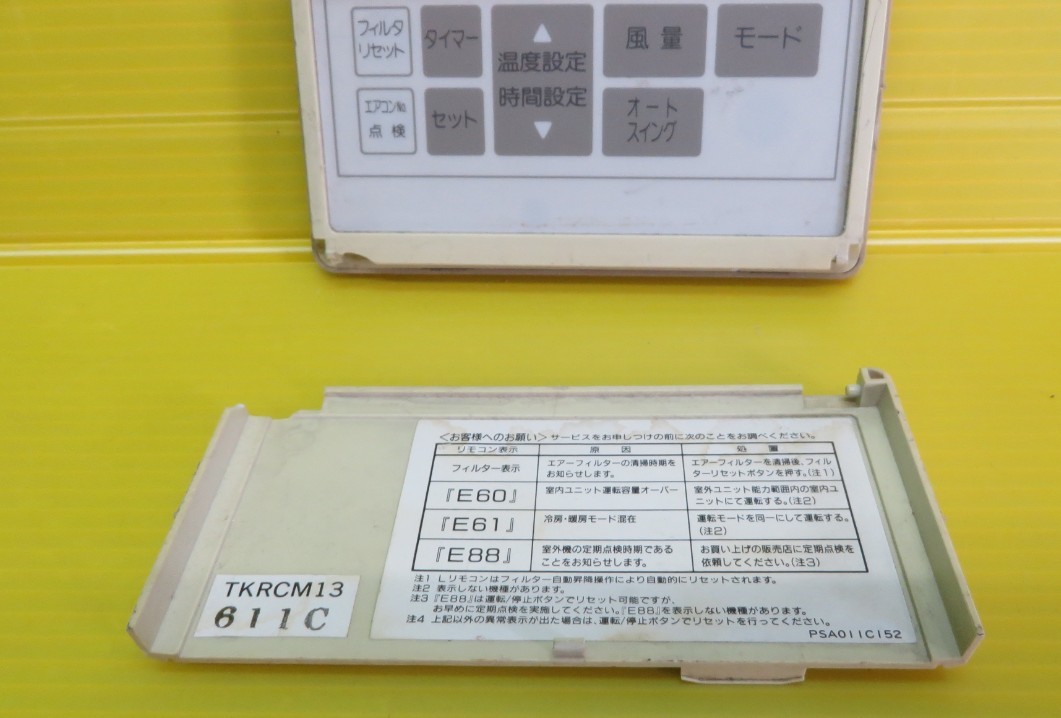 フィルタ
リセット
タイマー
▲
温度設定
時間設定
▼
風量
モード
エアコンNo.
点検
セット
オート
スイング
<お客様へのお願い>サービスをお申しつけの前に次のことをお調べください。
リモコン表示 原因 処置
フィルター表示 エアーフィルターの清掃時期を エアーフィルターを清掃後、フィル
お知らせします。 ターリセットボタンを押す。(注1)
『E60』 室内ユニット運転容量オーバー 室外ユニット能力範囲内の室内ユ
ニットにて運転する。(注2)
『E61』 冷房・暖房モード混在 運転モードを同一にして運転する。
(注2)
『E88』 室外機の定期点検時期である お買い上げの販売店に定期点検を
ことをお知らせします。 依頼してください。(注3)
注1 Lリモコンはフィルター自動昇降操作により自動的にリセットされます。
注2 表示しない機種があります。
注3 『E88』は運転/停止ボタンでリセット可能ですが、
お早めに定期点検を実施してください。『E88』を表示しない機種があります。
注4 上記以外の異常表示が出た場合は、運転/停止ボタンでリセットを行ってください。
PSA011C152
TKRCM13
611C